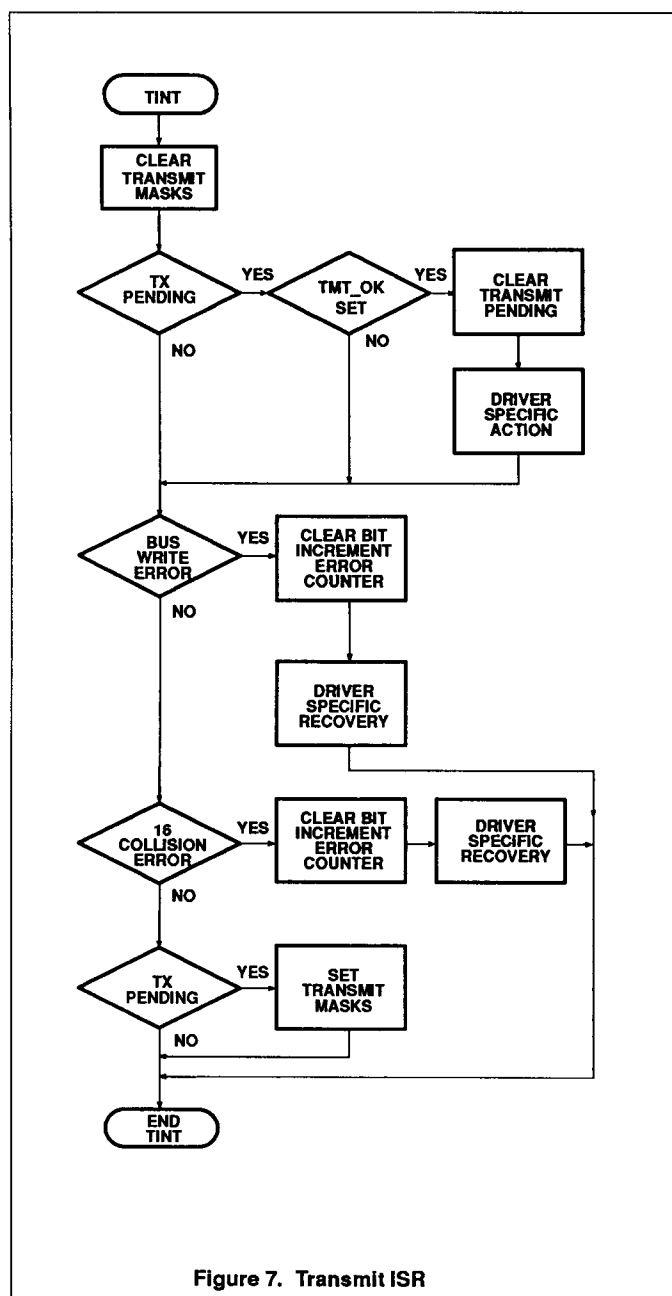 TINT
CLEAR
TRANSMIT
MASKS
TX
PENDING
YES
NO
TMT_OK
SET
YES
NO
CLEAR
TRANSMIT
PENDING
DRIVER
SPECIFIC
ACTION
BUS
WRITE
ERROR
YES
NO
CLEAR BIT
INCREMENT
ERROR
COUNTER
DRIVER
SPECIFIC
RECOVERY
16
COLLISION
ERROR
YES
NO
CLEAR BIT
INCREMENT
ERROR
COUNTER
DRIVER
SPECIFIC
RECOVERY
TX
PENDING
YES
NO
SET
TRANSMIT
MASKS
END
TINT
Figure 7. Transmit ISR